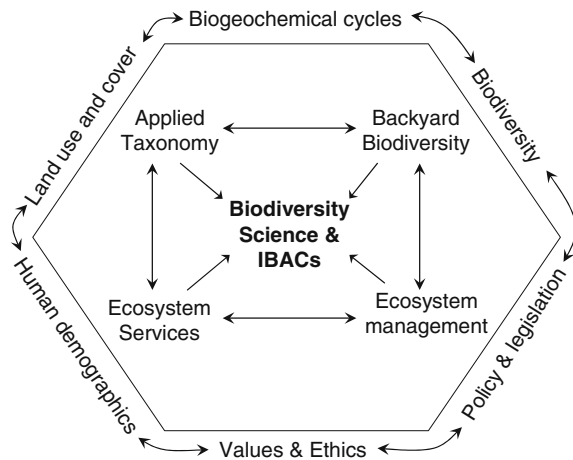 Biogeochemical cycles
Land use and cover
Biodiversity
Applied
Taxonomy
Backyard
Biodiversity
Biodiversity
Science &
IBACs
Ecosystem
Services
Ecosystem
management
Human demographics
Policy & legislation
Values & Ethics